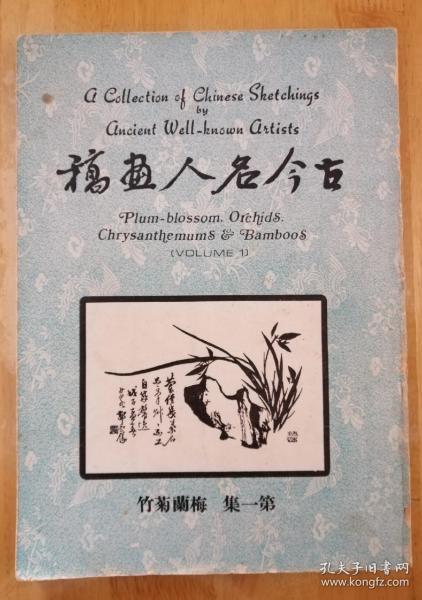 A Collection of Chinese Sketchings
by
Ancient Well-known Artists
古今名人画稿
Plum-blossom, Orchids,
Chrysanthemums & Bamboos
(VOLUME 1)
第一集 梅蘭菊竹
孔夫子旧书网
www.kongfz.com